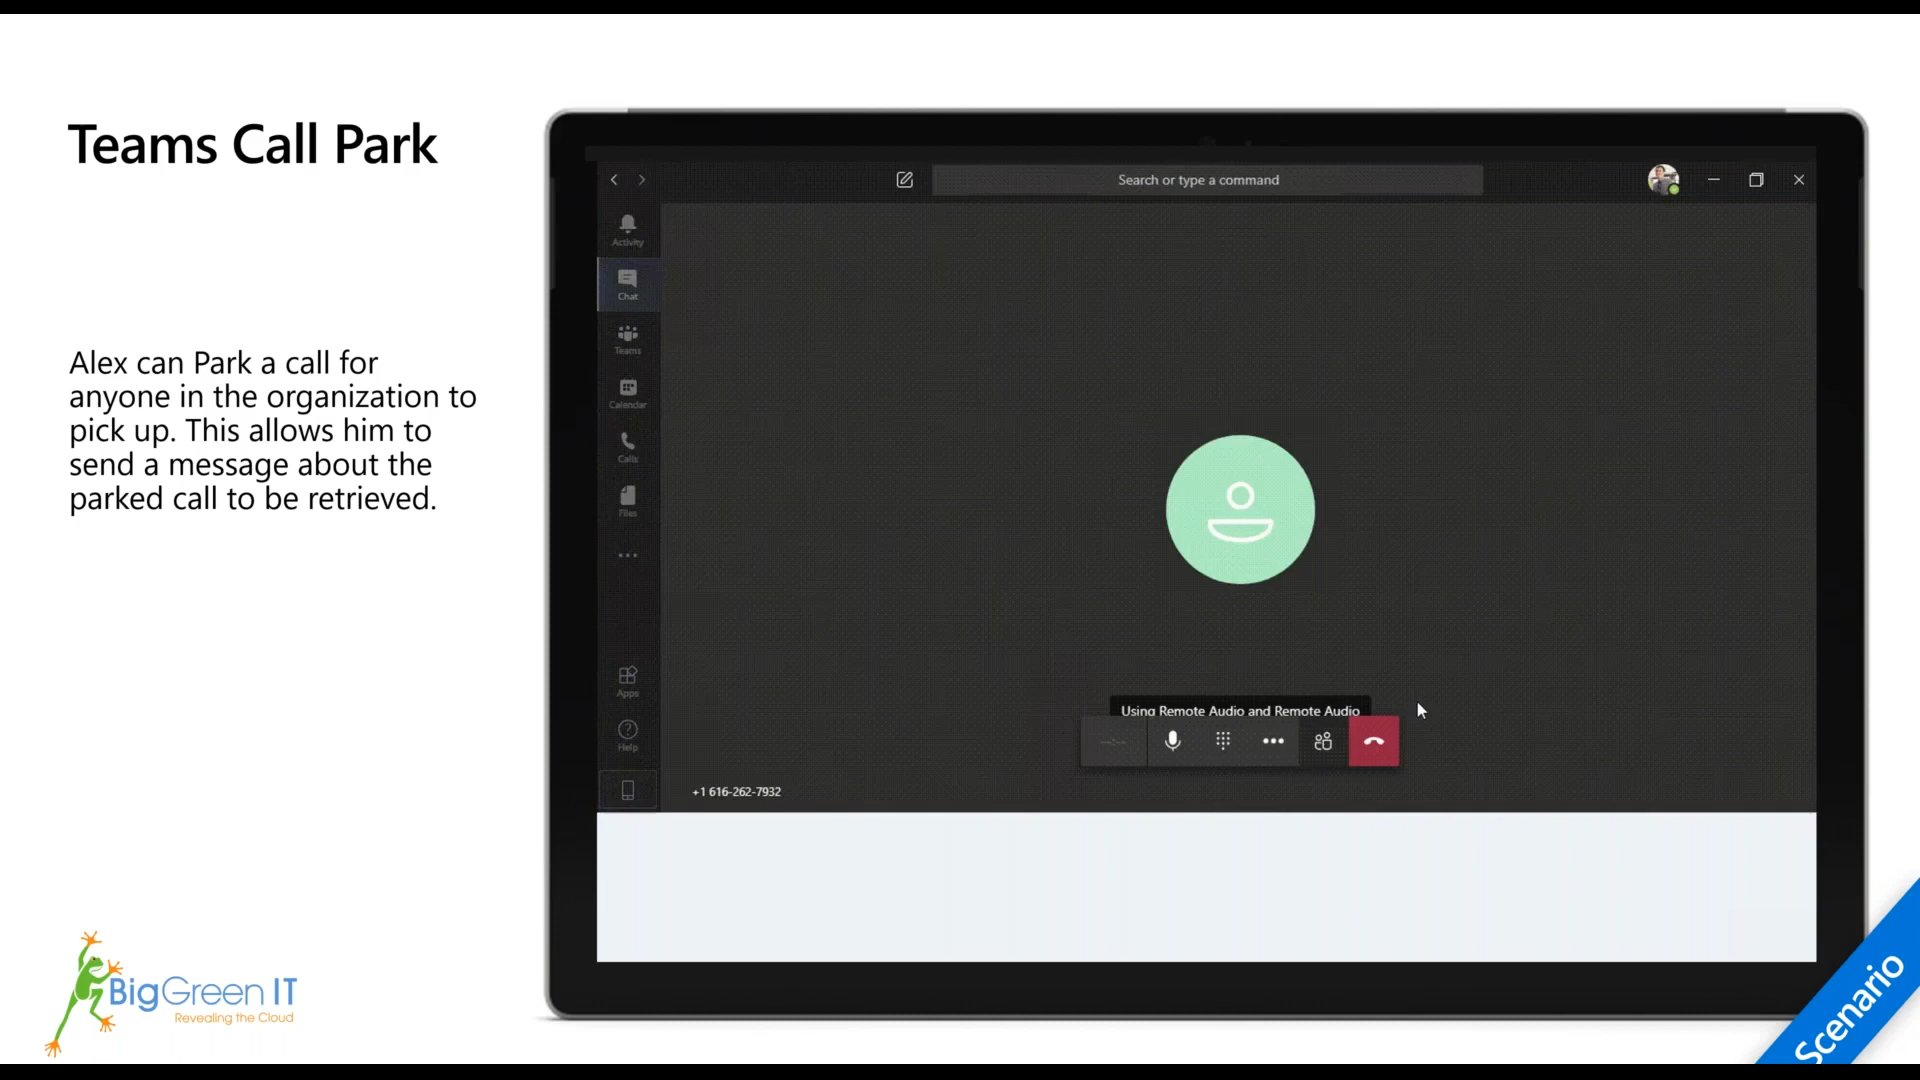 Teams Call Park
Alex can Park a call for
anyone in the organization to
pick up. This allows him to
send a message about the
parked call to be retrieved.
Search or type a command
Activity
Chat
Teams
Calendar
Calls
Files
Apps
Help
Using Remote Audio and Remote Audio
+1 616-262-7932
BigGreen IT
Revealing the Cloud
Scenario